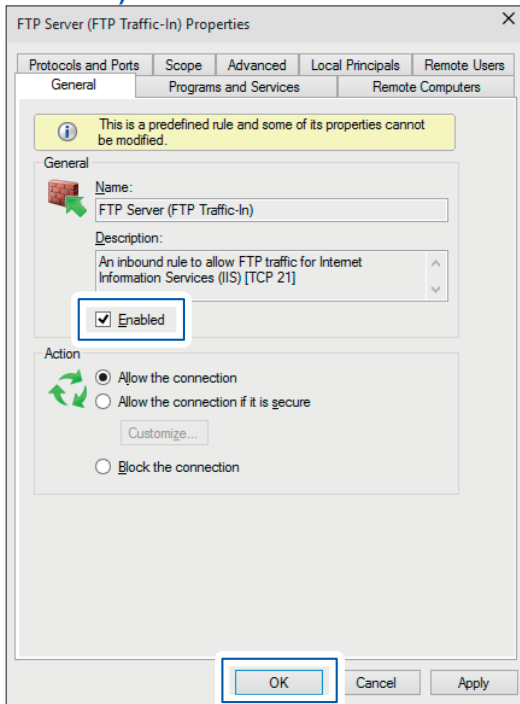 FTP Server (FTP Traffic-In) Properties
Protocols and Ports Scope Advanced Local Principals Remote Users
General Programs and Services Remote Computers
This is a predefined rule and some of its properties cannot
be modified.
General
Name:
FTP Server (FTP Traffic-In)
Description:
An inbound rule to allow FTP traffic for Internet
Information Services (IIS) [TCP 21]
Enabled
Action
Allow the connection
Allow the connection if it is secure
Customize...
Block the connection
OK Cancel Apply